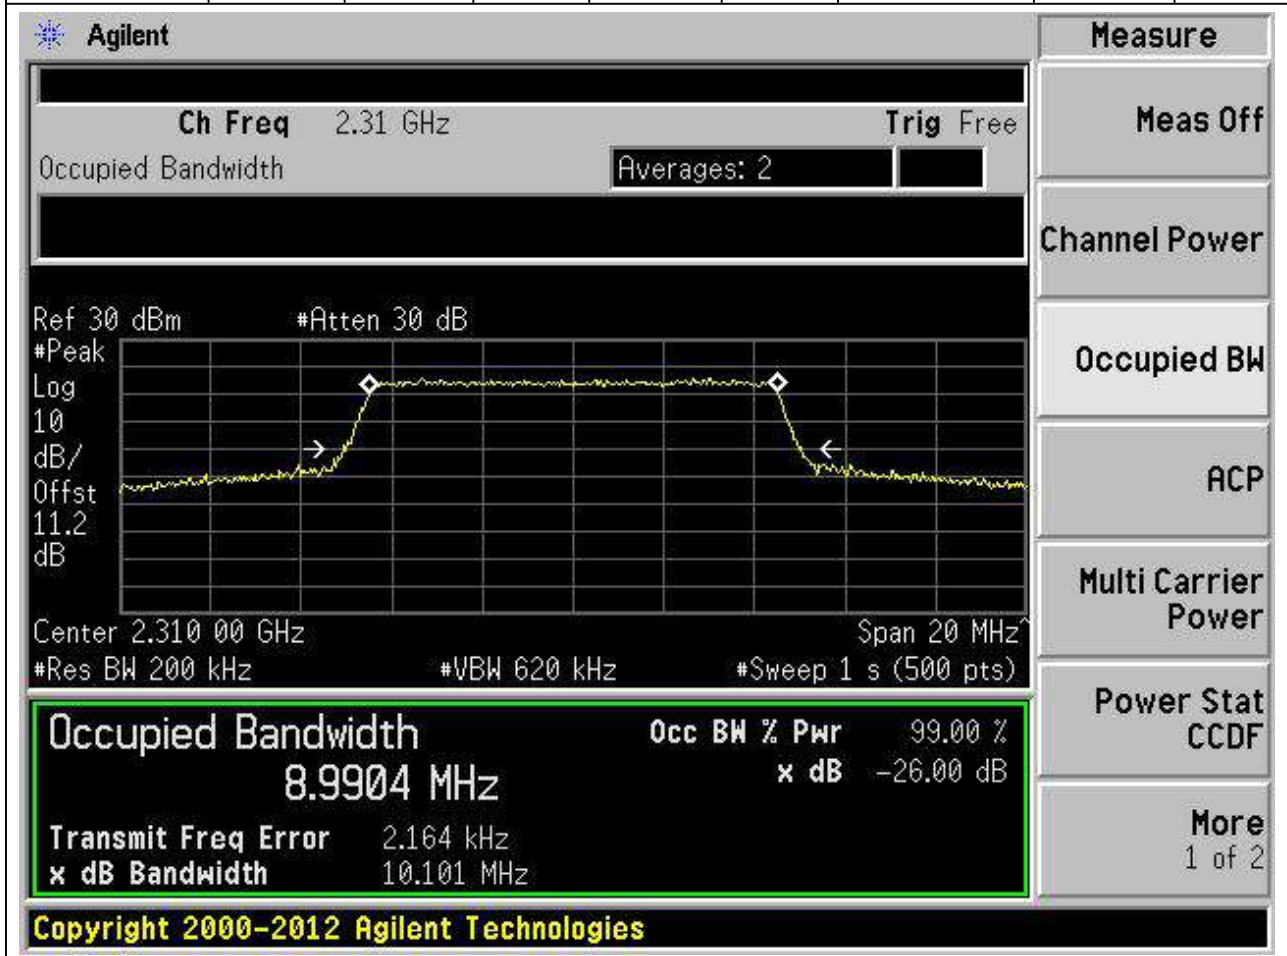 Agilent
Measure
Ch Freq 2.31 GHz Trig Free
Occupied Bandwidth Averages: 2
Meas Off
Channel Power
Occupied BW
ACP
Multi Carrier
Power
Power Stat
CCDF
More
1 of 2
Ref 30 dBm #Atten 30 dB
#Peak
Log
10
dB/
Offst
11.2
dB
Center 2.310 00 GHz Span 20 MHz^
#Res BW 200 kHz #VBW 620 kHz #Sweep 1 s (500 pts)
Occupied Bandwidth
8.9904 MHz
Occ BW % Pwr 99.00 %
x dB -26.00 dB
Transmit Freq Error 2.164 kHz
x dB Bandwidth 10.101 MHz
Copyright 2000-2012 Agilent Technologies